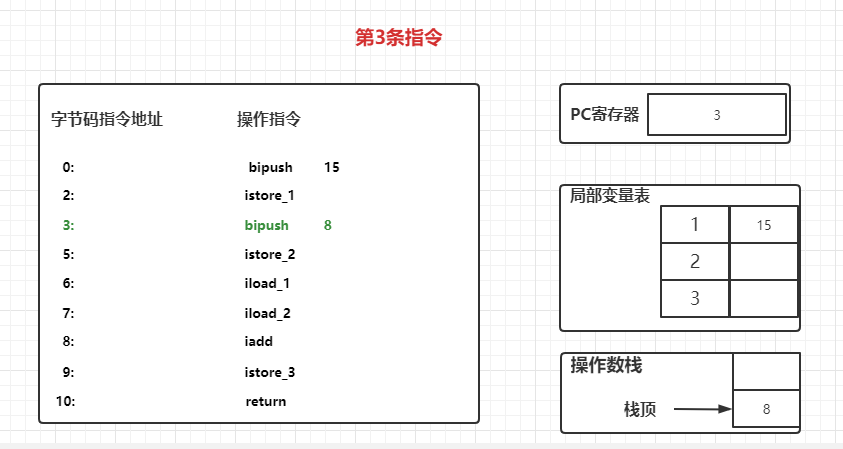 第3条指令
字节码指令地址 操作指令
0: bipush 15
2: istore_1
3: bipush 8
5: istore_2
6: iload_1
7: iload_2
8: iadd
9: istore_3
10: return
PC寄存器 3
局部变量表
1 15
2
3
操作数栈
栈顶 8